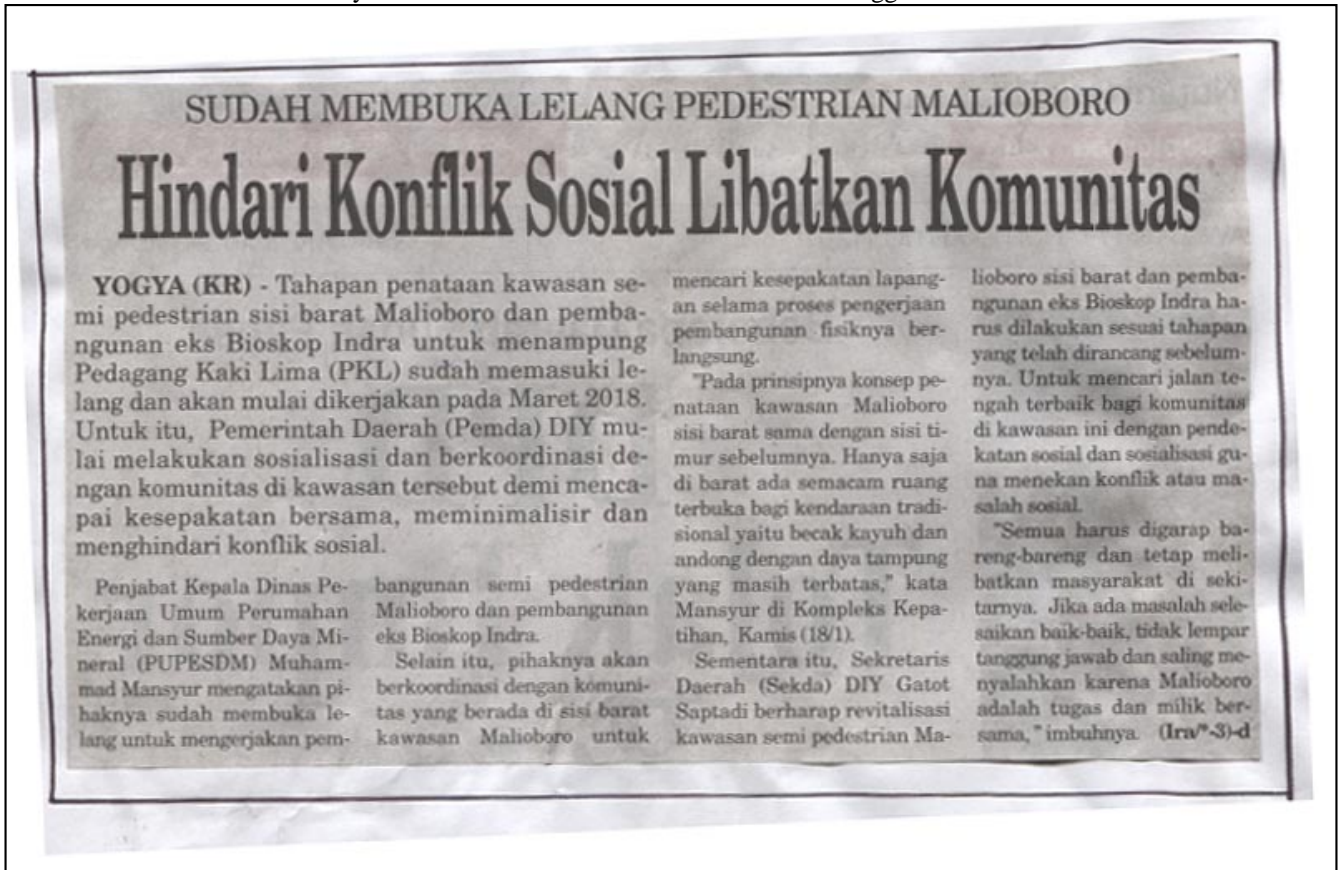 SUDAH MEMBUKA LELANG PEDESTRIAN MALIOBORO
Hindari Konflik Sosial Libatkan Komunitas
YOGYA (KR) - Tahapan penataan kawasan se-
mi pedestrian sisi barat Malioboro dan pemba-
ngunan eks Bioskop Indra untuk menampung
Pedagang Kaki Lima (PKL) sudah memasuki le-
lang dan akan mulai dikerjakan pada Maret 2018.
Untuk itu, Pemerintah Daerah (Pemda) DIY mu-
lai melakukan sosialisasi dan berkoordinasi de-
ngan komunitas di kawasan tersebut demi menca-
pai kesepakatan bersama, meminimalisir dan
menghindari konflik sosial.
Penjabat Kepala Dinas Pe-
kerjaan Umum Perumahan
Energi dan Sumber Daya Mi-
neral (PUPESDM) Muham-
mad Mansyur mengatakan pi-
haknya sudah membuka le-
lang untuk mengerjakan pem-
bangunan semi pedestrian
Malioboro dan pembangunan
eks Bioskop Indra.
Selain itu, pihaknya akan
berkoordinasi dengan komuni-
tas yang berada di sisi barat
kawasan Malioboro untuk
mencari kesepakatan lapang-
an selama proses pengerjaan
pembangunan fisiknya ber-
langsung.
"Pada prinsipnya konsep pe-
nataan kawasan Malioboro
sisi barat sama dengan sisi ti-
mur sebelumnya. Hanya saja
di barat ada semacam ruang
terbuka bagi kendaraan tradi-
sional yaitu becak kayuh dan
andong dengan daya tampung
yang masih terbatas," kata
Mansyur di Kompleks Kepa-
tihan, Kamis (18/1).
Sementara itu, Sekretaris
Daerah (Sekda) DIY Gatot
Saptadi berharap revitalisasi
kawasan semi pedestrian Ma-
lioboro sisi barat dan pemba-
ngunan eks Bioskop Indra ha-
rus dilakukan sesuai tahapan
yang telah dirancang sebelum-
nya. Untuk mencari jalan te-
ngah terbaik bagi komunitas
di kawasan ini dengan pende-
katan sosial dan sosialisasi gu-
na menekan konflik atau ma-
salah sosial.
"Semua harus digarap ba-
reng-bareng dan tetap meli-
batkan masyarakat di seki-
tarnya. Jika ada masalah sele-
saikan baik-baik, tidak lempar
tanggung jawab dan saling me-
nyalahkan karena Malioboro
adalah tugas dan milik ber-
sama," imbuhnya. (Ira/*-3)-d